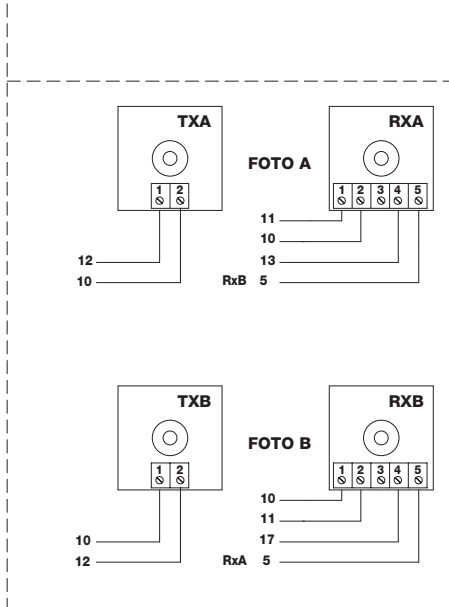 TXA RXA
FOTO A
1 2 1 2 3 4 5
11
10
12 13
10 RxB 5
TXB RXB
FOTO B
1 2 1 2 3 4 5
10
11
10 17
12 RxA 5